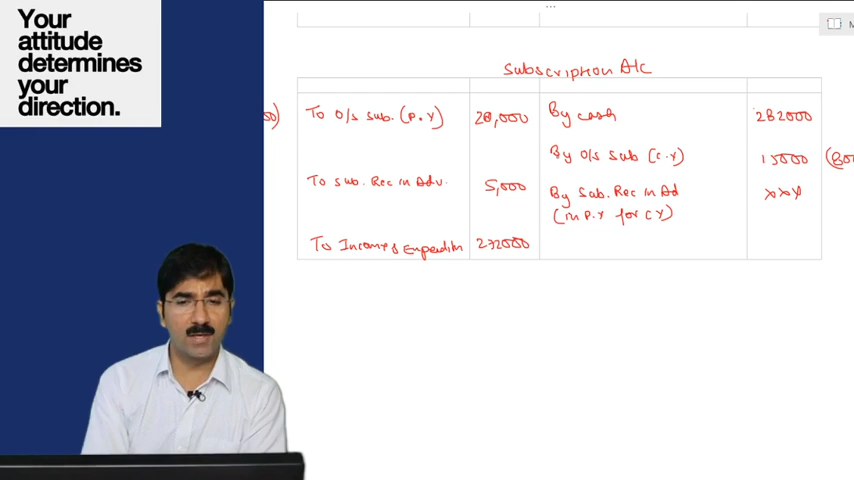 Your
attitude
determines
your
direction.
M
Subscription A/c
To O/s Sub. (P.Y) 20,000 By cash 282000
By O/s Sub (C.Y) 15000
To Sub. Rec in Adv. 5,000 By Sub. Rec in Ad xxx
(in P.Y for C Y)
To Income & Expenditure 272000